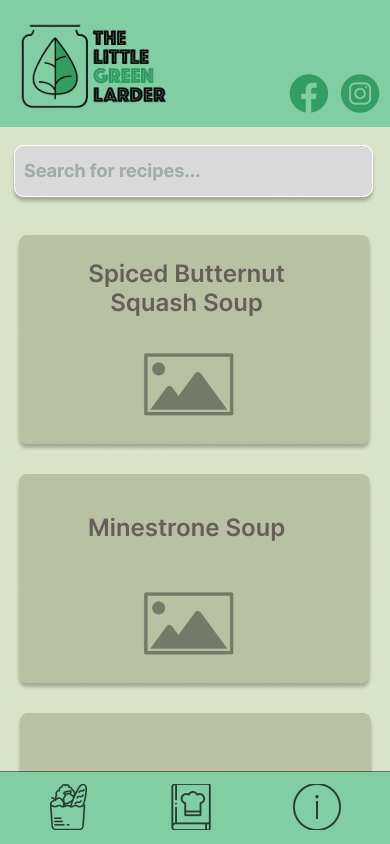 THE
LITTLE
GREEN
LARDER
Search for recipes...
Spiced Butternut
Squash Soup
Minestrone Soup
i